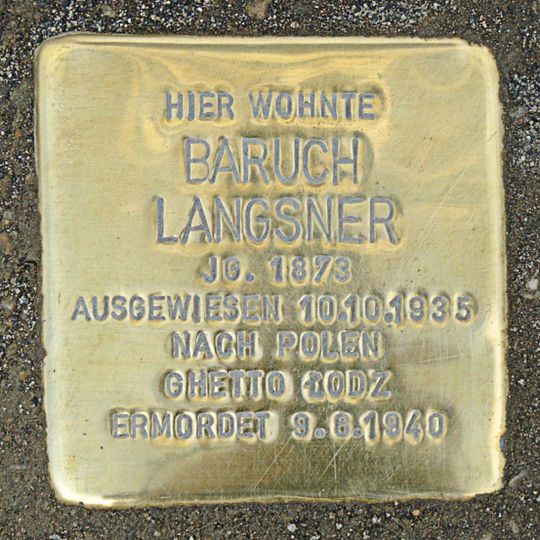 HIER WOHNTE
BARUCH
LANGSNER
JG. 1873
AUSGEWIESEN 10.10.1935
NACH POLEN
GHETTO ŁODZ
ERMORDET 9.6.1940